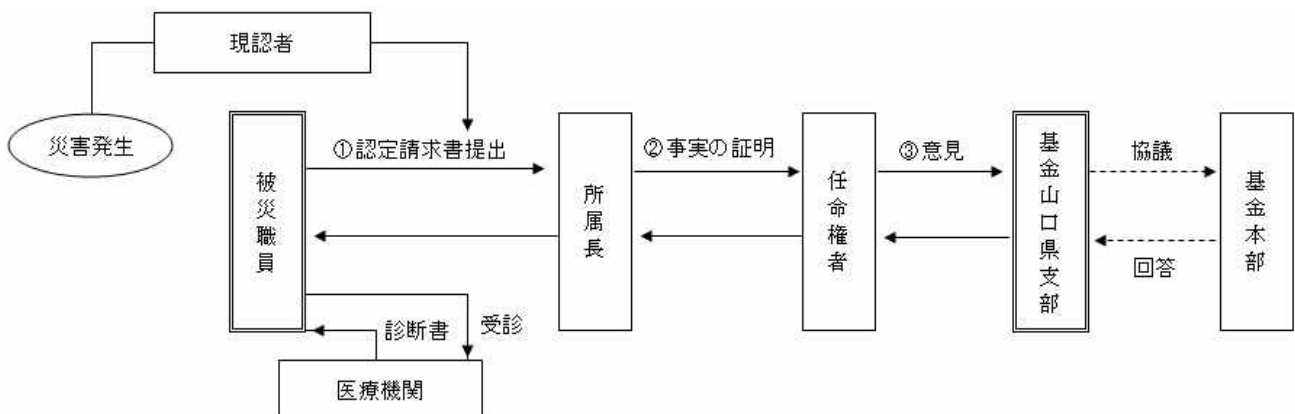 現認者
災害発生
①認定請求書提出
②事実の証明
③意見
協議
被災職員
所属長
任命権者
基金山口県支部
基金本部
回答
診断書
受診
医療機関